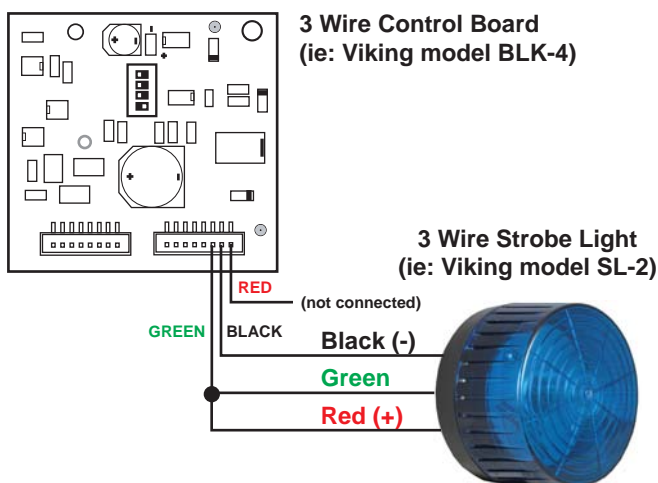 3 Wire Control Board
(ie: Viking model BLK-4)
3 Wire Strobe Light
(ie: Viking model SL-2)
RED
(not connected)
GREEN
BLACK
Black (-)
Green
Red (+)